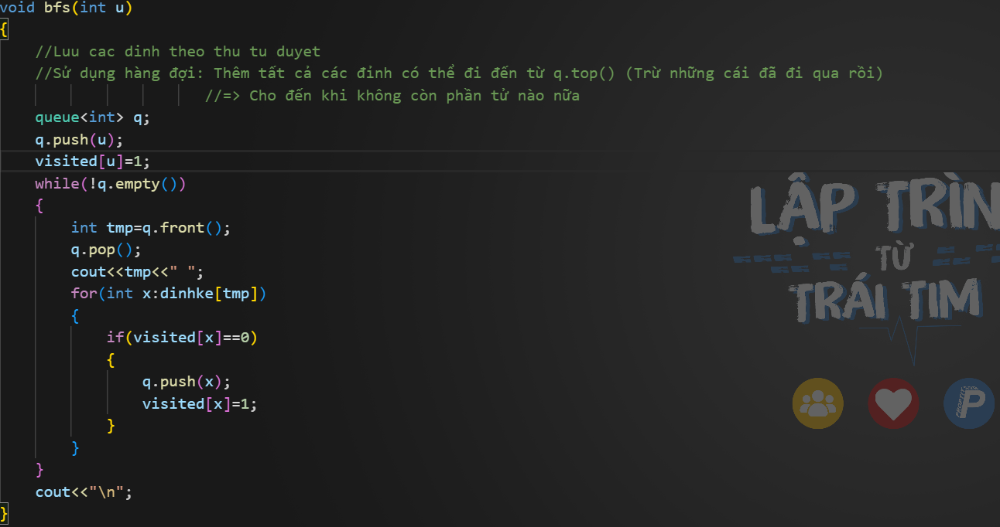 void bfs(int u)
{
//Luu cac dinh theo thu tu duyet
//Sử dụng hàng đợi: Thêm tất cả các đỉnh có thể đi đến từ q.top() (Trừ những cái đã đi qua rồi)
//=> Cho đến khi không còn phần tử nào nữa
queue<int> q;
q.push(u);
visited[u]=1;
while(!q.empty())
{
int tmp=q.front();
q.pop();
cout<<tmp<<" ";
for(int x:dinhke[tmp])
{
if(visited[x]==0)
{
q.push(x);
visited[x]=1;
}
}
}
cout<<"\n";
}
LẬP TRÌN
TỪ
TRÁI TIM
P